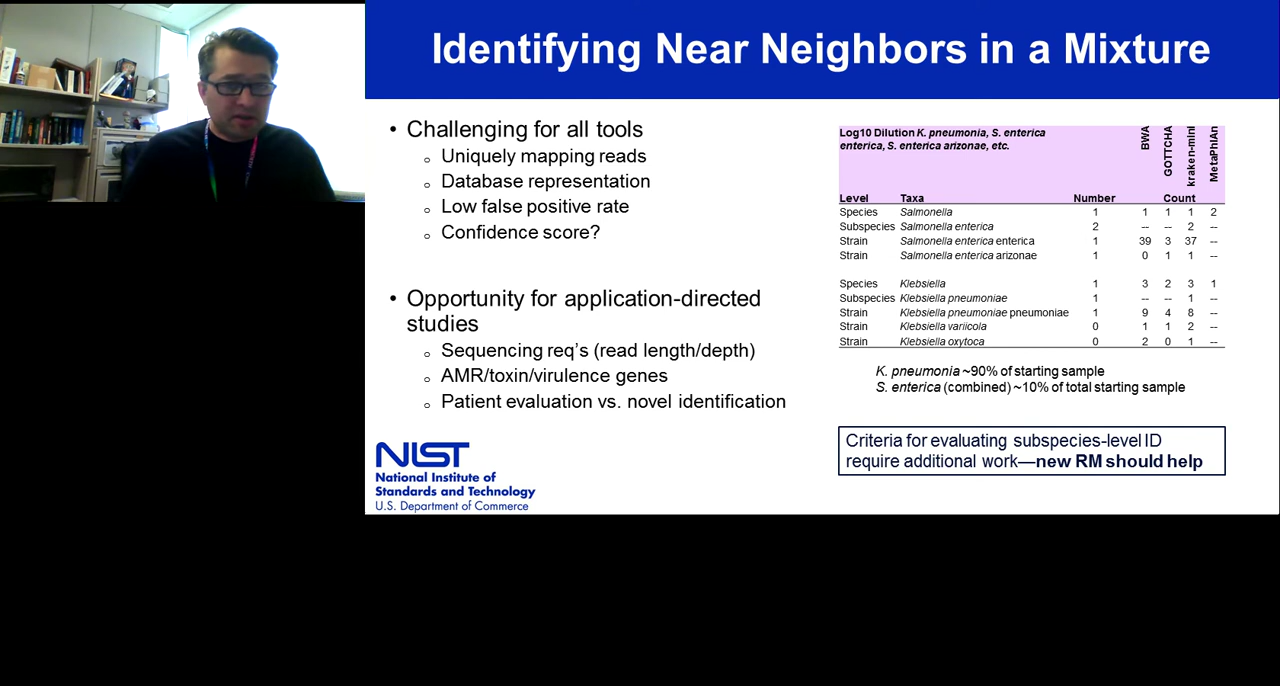 Identifying Near Neighbors in a Mixture
• Challenging for all tools
o Uniquely mapping reads
o Database representation
o Low false positive rate
o Confidence score?
• Opportunity for application-directed
studies
o Sequencing req's (read length/depth)
o AMR/toxin/virulence genes
o Patient evaluation vs. novel identification
NIST
National Institute of
Standards and Technology
U.S. Department of Commerce
Log10 Dilution K. pneumonia, S. enterica
enterica, S. enterica arizonae, etc.
BWA
GOTTCHA
kraken-mini
MetaPhlAn
Level Taxa Number Count
Species Salmonella 1 1 1 1 2
Subspecies Salmonella enterica 2 -- -- 2 --
Strain Salmonella enterica enterica 1 39 3 37 --
Strain Salmonella enterica arizonae 1 0 1 1 --
Species Klebsiella 1 3 2 3 1
Subspecies Klebsiella pneumoniae 1 -- -- 1 --
Strain Klebsiella pneumoniae pneumoniae 1 9 4 8 --
Strain Klebsiella variicola 0 1 1 2 --
Strain Klebsiella oxytoca 0 2 0 1 --
K. pneumonia ~90% of starting sample
S. enterica (combined) ~10% of total starting sample
Criteria for evaluating subspecies-level ID
require additional work—new RM should help